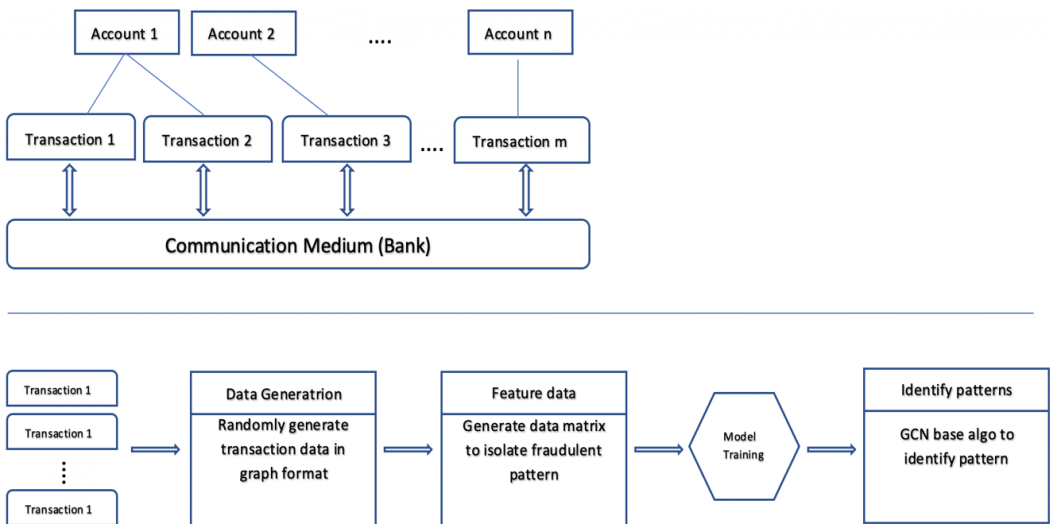 Account 1
Account 2
....
Account n
Transaction 1
Transaction 2
Transaction 3
....
Transaction m
Communication Medium (Bank)
Transaction 1
Transaction 1
Transaction 1
Data Generatrion
Randomly generate
transaction data in
graph format
Feature data
Generate data matrix
to isolate fraudulent
pattern
Model
Training
Identify patterns
GCN base algo to
identify pattern